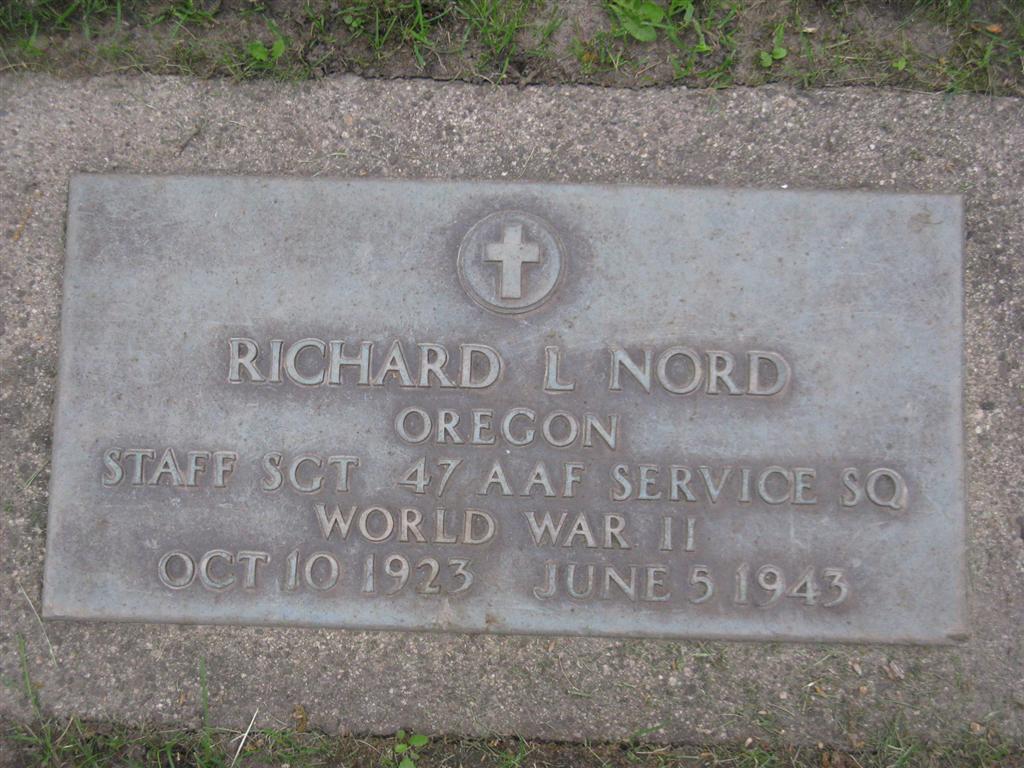 RICHARD L NORD
OREGON
STAFF SGT 47 AAF SERVICE SQ
WORLD WAR II
OCT 10 1923 JUNE 5 1943